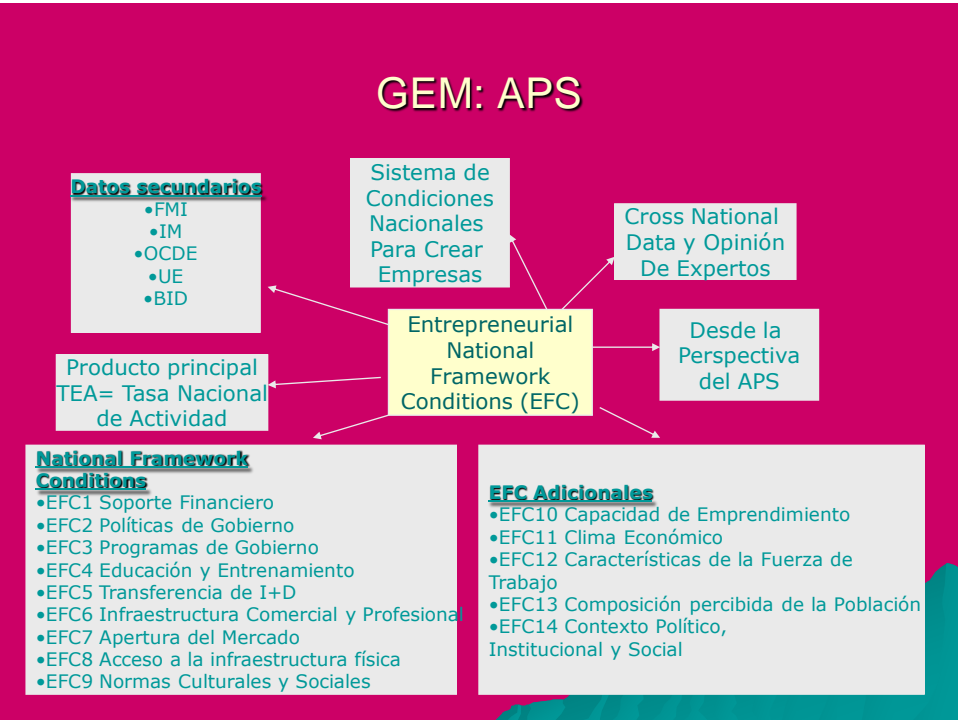 GEM: APS
Datos secundarios
•FMI
•IM
•OCDE
•UE
•BID
Sistema de
Condiciones
Nacionales
Para Crear
Empresas
Cross National
Data y Opinión
De Expertos
Entrepreneurial
National
Framework
Conditions (EFC)
Desde la
Perspectiva
del APS
Producto principal
TEA= Tasa Nacional
de Actividad
National Framework
Conditions
•EFC1 Soporte Financiero
•EFC2 Políticas de Gobierno
•EFC3 Programas de Gobierno
•EFC4 Educación y Entrenamiento
•EFC5 Transferencia de I+D
•EFC6 Infraestructura Comercial y Profesional
•EFC7 Apertura del Mercado
•EFC8 Acceso a la infraestructura física
•EFC9 Normas Culturales y Sociales
EFC Adicionales
•EFC10 Capacidad de Emprendimiento
•EFC11 Clima Económico
•EFC12 Características de la Fuerza de
Trabajo
•EFC13 Composición percibida de la Población
•EFC14 Contexto Político,
Institucional y Social